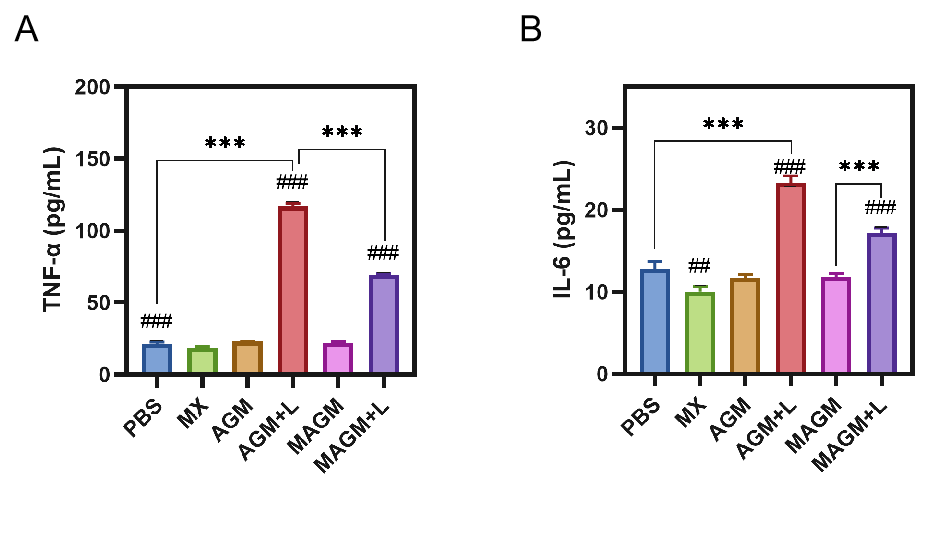 A
B
TNF-α (pg/mL)
200
150
100
50
0
***
***
###
###
###
PBS
MX
AGM
AGM+L
MAGM
MAGM+L
IL-6 (pg/mL)
30
20
10
0
***
***
###
###
##
PBS
MX
AGM
AGM+L
MAGM
MAGM+L